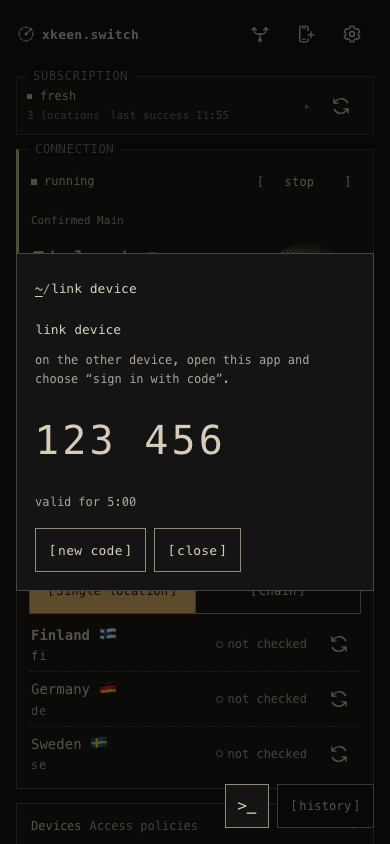 xkeen.switch
SUBSCRIPTION
fresh
3 locations last success 11:55
CONNECTION
running
[ stop ]
Confirmed Main
~/link device
link device
on the other device, open this app and
choose “sign in with code”.
123 456
valid for 5:00
[new code] [close]
[Single location] [Chain]
Finland
fi
not checked
Germany
de
not checked
Sweden
se
not checked
>_ [history]
Devices Access policies